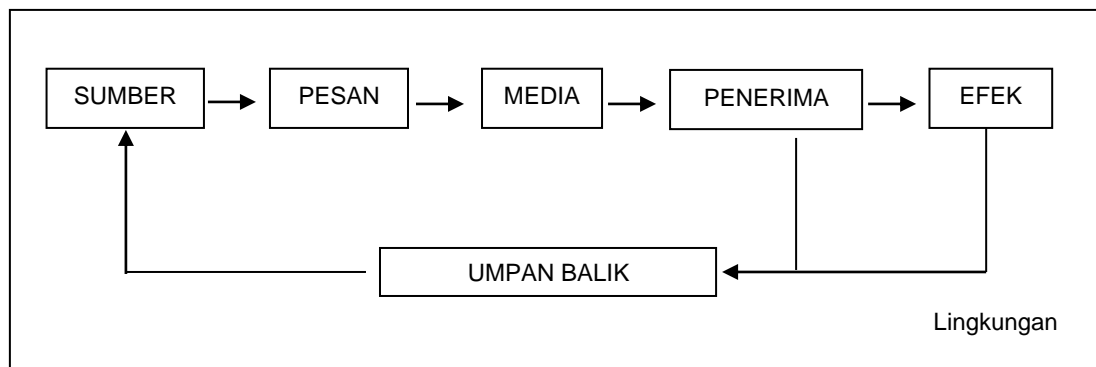 SUMBER
PESAN
MEDIA
PENERIMA
EFEK
UMPAN BALIK
Lingkungan